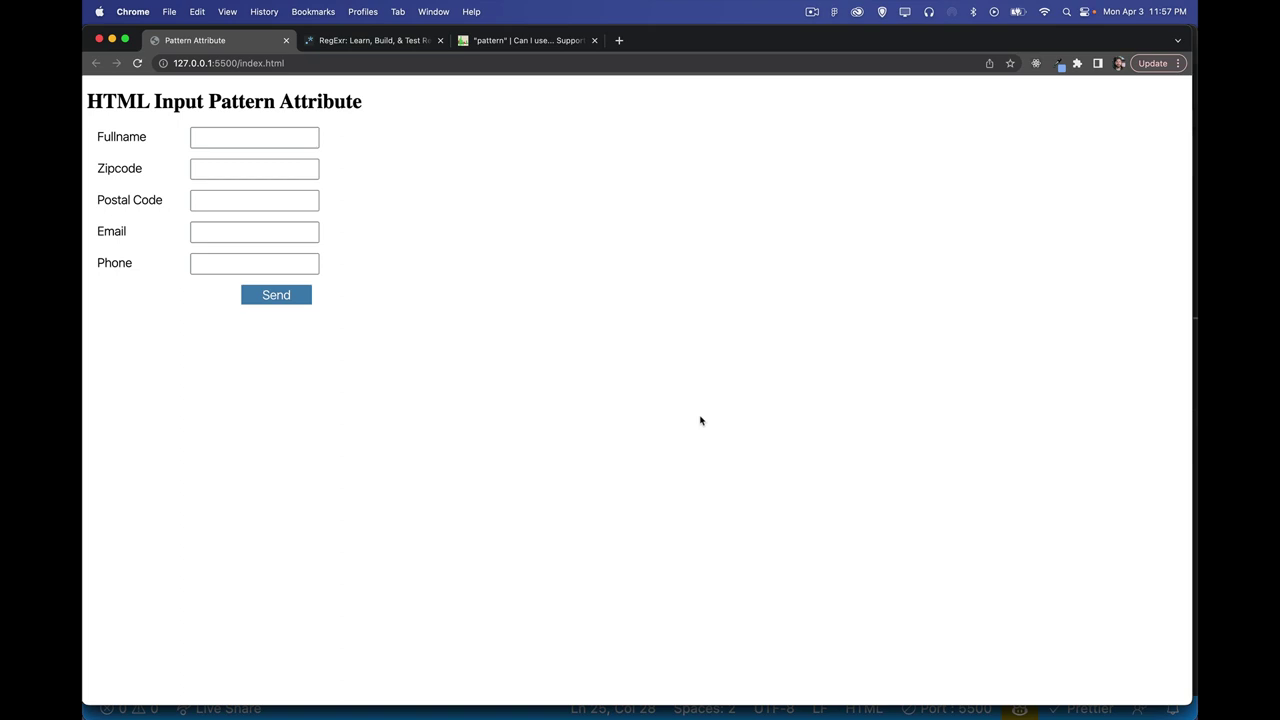 Chrome File Edit View History Bookmarks Profiles Tab Window Help Mon Apr 3 11:57 PM
Pattern Attribute RegExr: Learn, Build, & Test Re "pattern" | Can I use... Support
127.0.0.1:5500/index.html Update
HTML Input Pattern Attribute
Fullname
Zipcode
Postal Code
Email
Phone
Send
0 0 Live Share Ln 25, Col 28 Spaces: 2 UTF-8 LF HTML Port : 5500 Prettier